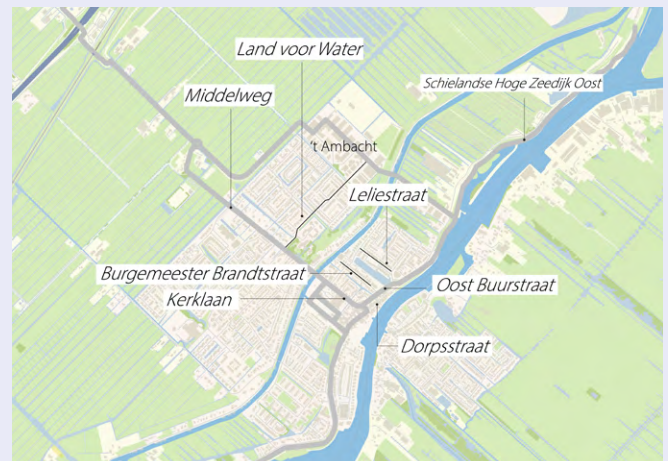 Land voor Water
Schielandse Hoge Zeedijk Oost
Middelweg
't Ambacht
Leliestraat
Burgemeester Brandtstraat
Oost Buurstraat
Kerklaan
Dorpsstraat